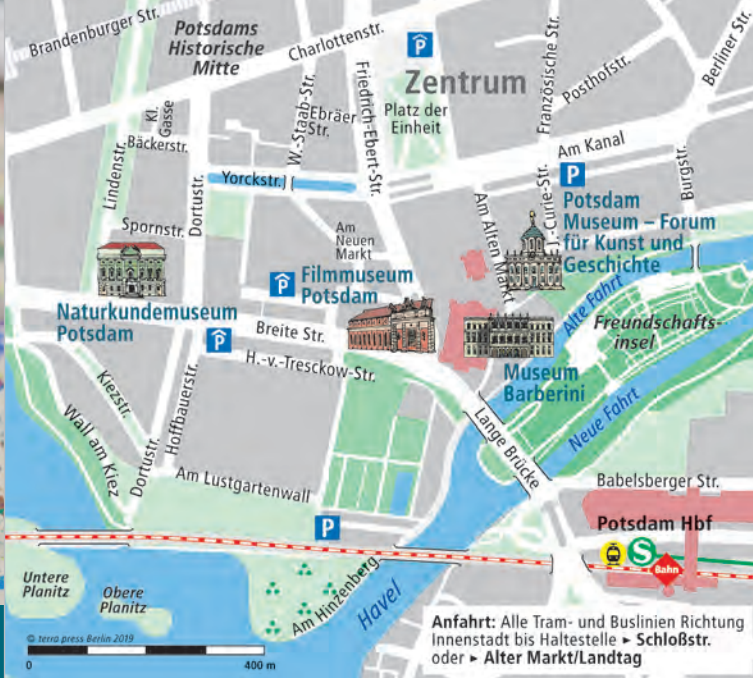 Brandenburger Str.
Potsdams
Historische
Mitte
Charlottenstr.
P
Zentrum
Platz der
Einheit
Französische Str.
Posthofstr.
Berliner Str.
Kl.
Gasse
Bäckerstr.
W.-Staab-Str.
Ebräer
Str.
Friedrich-Ebert-Str.
Lindenstr.
Dortustr.
Yorckstr.
Am Kanal
Burgstr.
P
Potsdam
Museum – Forum
für Kunst und
Geschichte
J.-Curie-Str.
Am Alten Markt
Spornstr.
Am
Neuen
Markt
P
Filmmuseum
Potsdam
Naturkundemuseum
Potsdam
P
Breite Str.
H.-v.-Tresckow-Str.
Alte Fahrt
Freundschafts-
insel
Museum
Barberini
Neue Fahrt
Kiezstr.
Hoffbauerstr.
Wall am Kiez
Dortustr.
Am Lustgartenwall
Lange Brücke
Babelsberger Str.
P
Potsdam Hbf
S
Bahn
Untere
Planitz
Obere
Planitz
Am Hinzenberg
Havel
Anfahrt: Alle Tram- und Buslinien Richtung
Innenstadt bis Haltestelle ► Schloßstr.
oder ► Alter Markt/Landtag
© terra press Berlin 2019
0 400 m